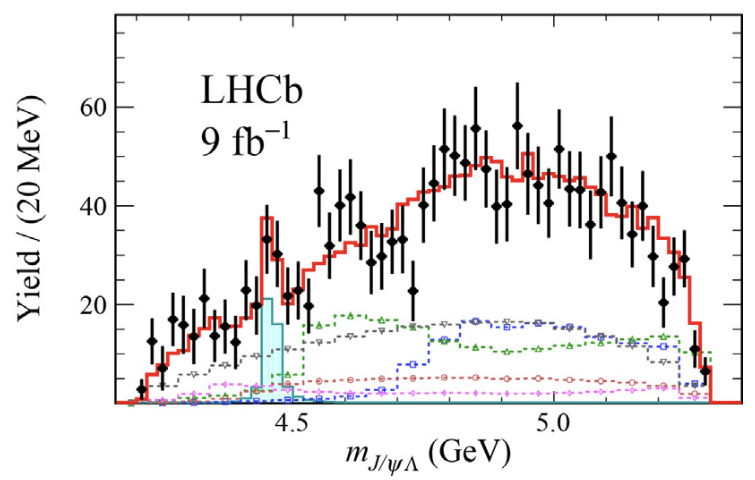 LHCb
9 fb⁻¹
Yield / (20 MeV)
60
40
20
4.5
5.0
m_{J/ψΛ} (GeV)